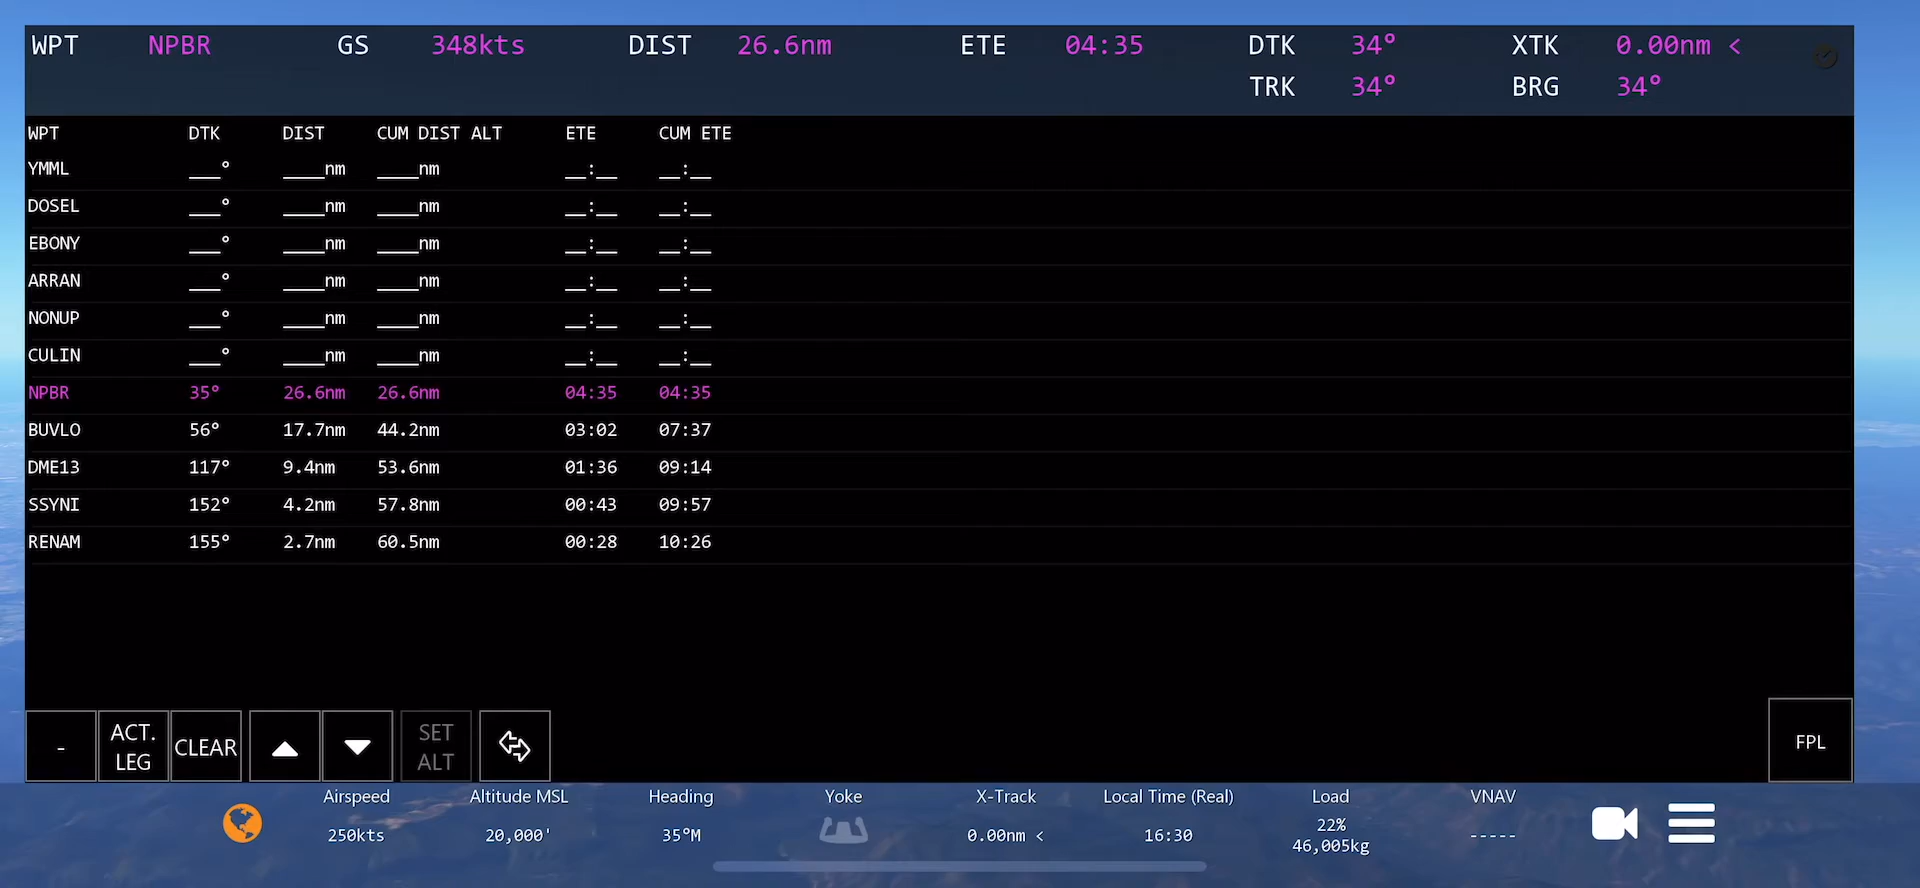 WPT NPBR GS 348kts DIST 26.6nm ETE 04:35 DTK 34° XTK 0.00nm <
TRK 34° BRG 34°
WPT DTK DIST CUM DIST ALT ETE CUM ETE
YMML ___° ____nm ____nm __:__ __:__
DOSEL ___° ____nm ____nm __:__ __:__
EBONY ___° ____nm ____nm __:__ __:__
ARRAN ___° ____nm ____nm __:__ __:__
NONUP ___° ____nm ____nm __:__ __:__
CULIN ___° ____nm ____nm __:__ __:__
NPBR 35° 26.6nm 26.6nm 04:35 04:35
BUVLO 56° 17.7nm 44.2nm 03:02 07:37
DME13 117° 9.4nm 53.6nm 01:36 09:14
SSYNI 152° 4.2nm 57.8nm 00:43 09:57
RENAM 155° 2.7nm 60.5nm 00:28 10:26
- ACT. LEG CLEAR SET ALT FPL
Airspeed Altitude MSL Heading Yoke X-Track Local Time (Real) Load VNAV
250kts 20,000' 35°M 0.00nm < 16:30 22% -----
46,005kg